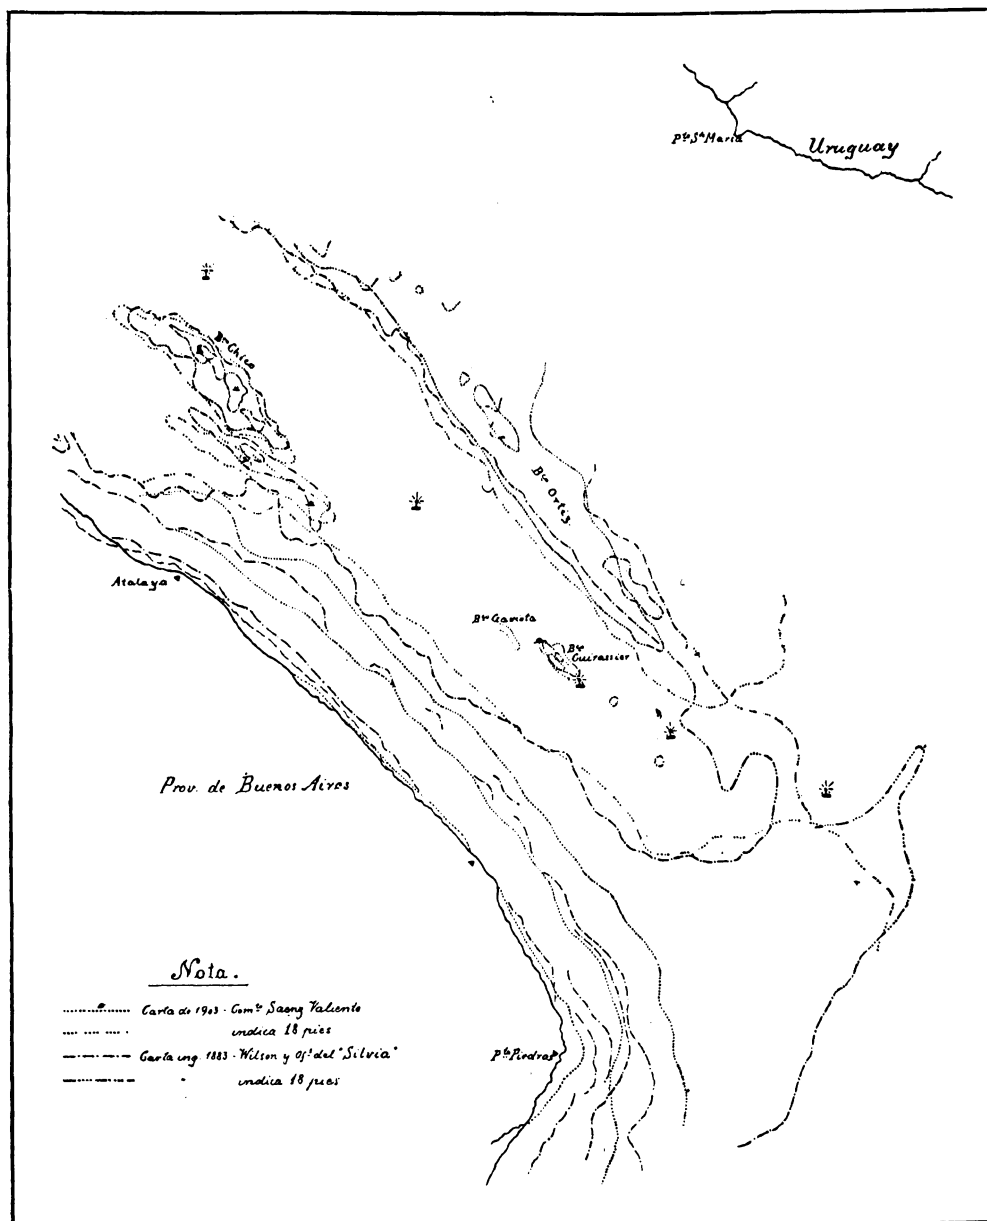 Pta Sta Maria
Uruguay
Bco Chico
Bco Ortiz
Atalaya
Bco Gaviota
Bco Cuirassier
Prov. de Buenos Aires
Nota.
Carta de 1903 - Comte Saenz Valiente
indica 18 pies
Carta ing. 1883 - Wilson y Ofs del "Silvia"
" indica 18 pies
Pta Piedras